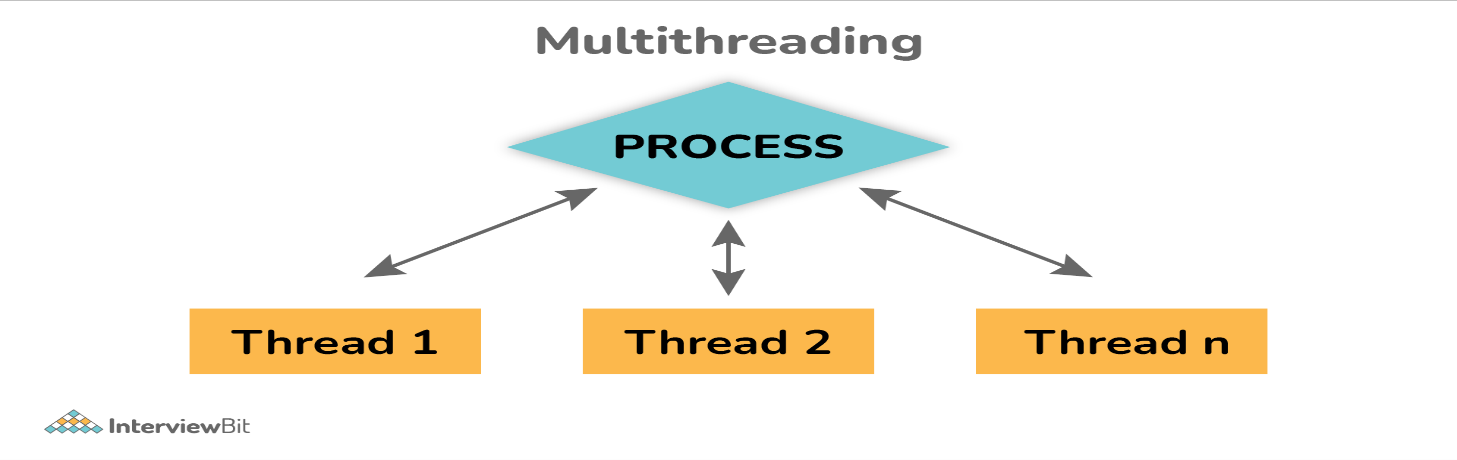 Multithreading
PROCESS
Thread 1
Thread 2
Thread n
InterviewBit